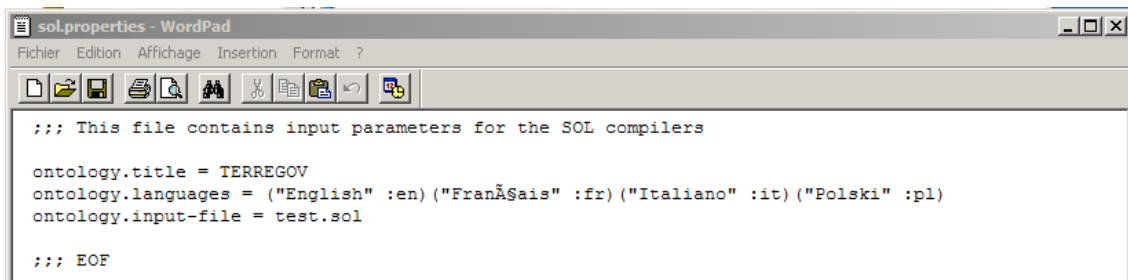 sol.properties - WordPad
Fichier Edition Affichage Insertion Format ?
;;; This file contains input parameters for the SOL compilers
ontology.title = TERREGOV
ontology.languages = ("English" :en)("FranÃ§ais" :fr)("Italiano" :it)("Polski" :pl)
ontology.input-file = test.sol
;;; EOF